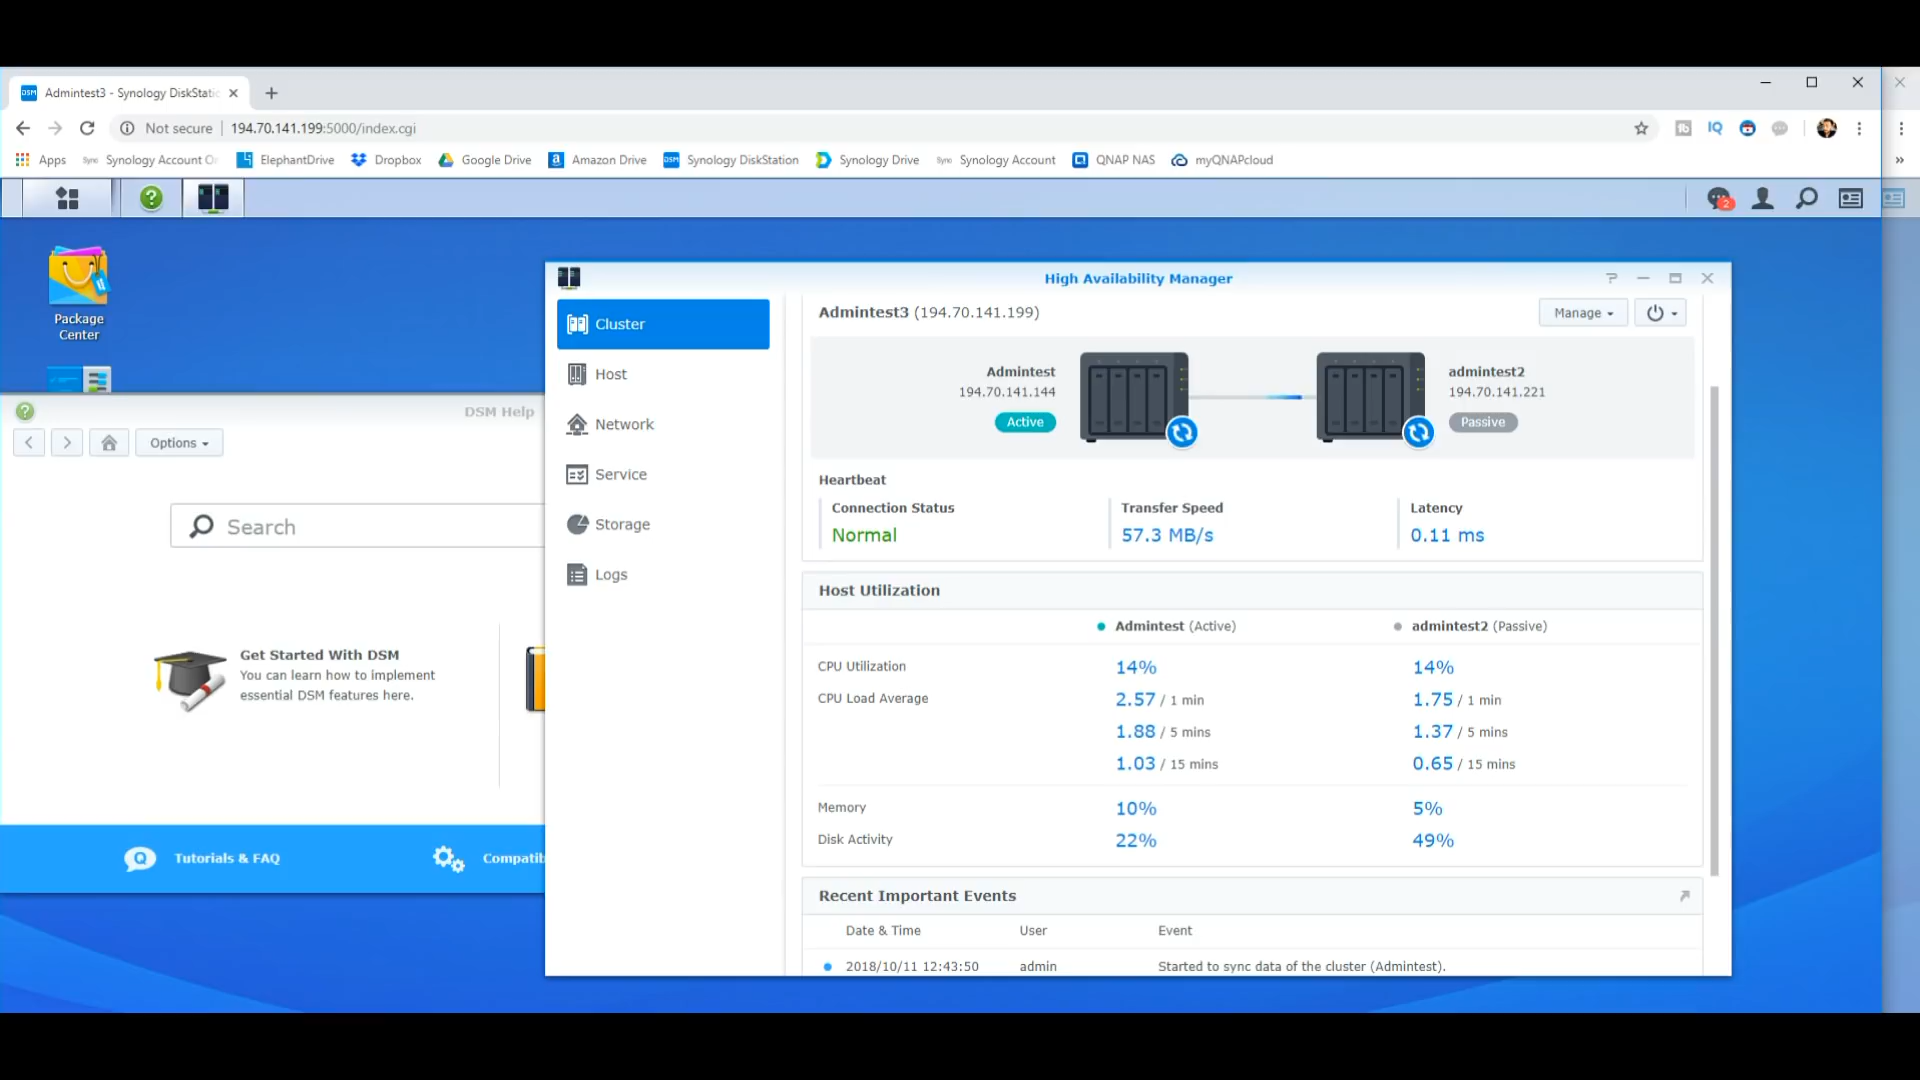 DSM Admintest3 - Synology DiskStatio
Not secure 194.70.141.199:5000/index.cgi
IQ
Apps Synology Account O ElephantDrive Dropbox Google Drive Amazon Drive DSM Synology DiskStation Synology Drive Synology Account QNAP NAS myQNAPcloud
2
Package
Center
DSM Help
Options
Search
Get Started With DSM
You can learn how to implement
essential DSM features here.
Tutorials & FAQ
Compatib
High Availability Manager
Cluster
Host
Network
Service
Storage
Logs
Admintest3 (194.70.141.199)
Manage
Admintest
194.70.141.144
Active
admintest2
194.70.141.221
Passive
Heartbeat
Connection Status Transfer Speed Latency
Normal 57.3 MB/s 0.11 ms
Host Utilization
Admintest (Active) admintest2 (Passive)
CPU Utilization 14% 14%
CPU Load Average 2.57 / 1 min 1.75 / 1 min
1.88 / 5 mins 1.37 / 5 mins
1.03 / 15 mins 0.65 / 15 mins
Memory 10% 5%
Disk Activity 22% 49%
Recent Important Events
Date & Time User Event
2018/10/11 12:43:50 admin Started to sync data of the cluster (Admintest).